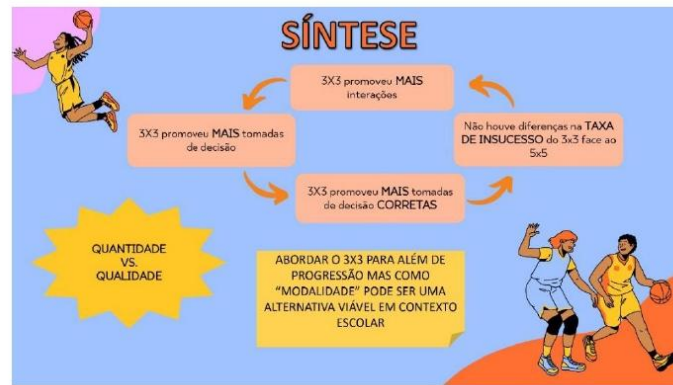 SÍNTESE
3X3 promoveu MAIS
interações
3X3 promoveu MAIS tomadas
de decisão
Não houve diferenças na TAXA
DE INSUCESSO do 3x3 face ao
5x5
3X3 promoveu MAIS tomadas
de decisão CORRETAS
QUANTIDADE
VS.
QUALIDADE
ABORDAR O 3X3 PARA ALÉM DE
PROGRESSÃO MAS COMO
"MODALIDADE" PODE SER UMA
ALTERNATIVA VIÁVEL EM CONTEXTO
ESCOLAR